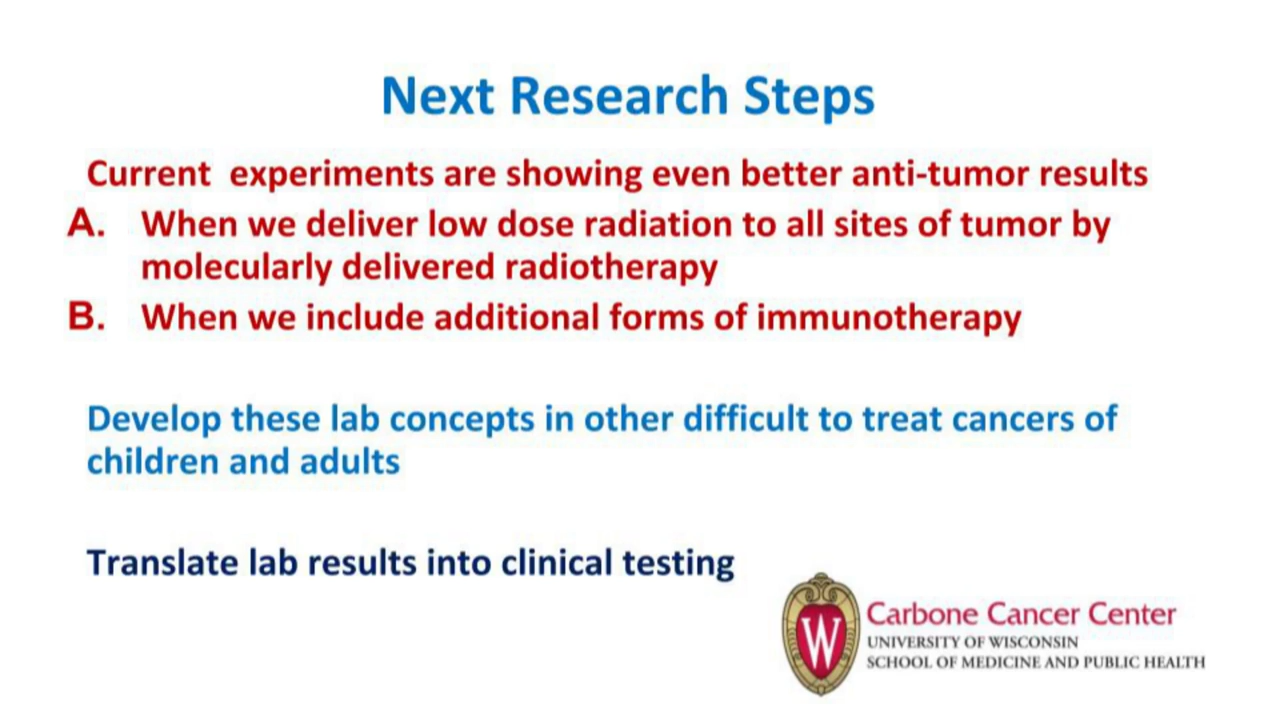 Next Research Steps
Current experiments are showing even better anti-tumor results
A. When we deliver low dose radiation to all sites of tumor by
molecularly delivered radiotherapy
B. When we include additional forms of immunotherapy
Develop these lab concepts in other difficult to treat cancers of
children and adults
Translate lab results into clinical testing
W
Carbone Cancer Center
UNIVERSITY OF WISCONSIN
SCHOOL OF MEDICINE AND PUBLIC HEALTH